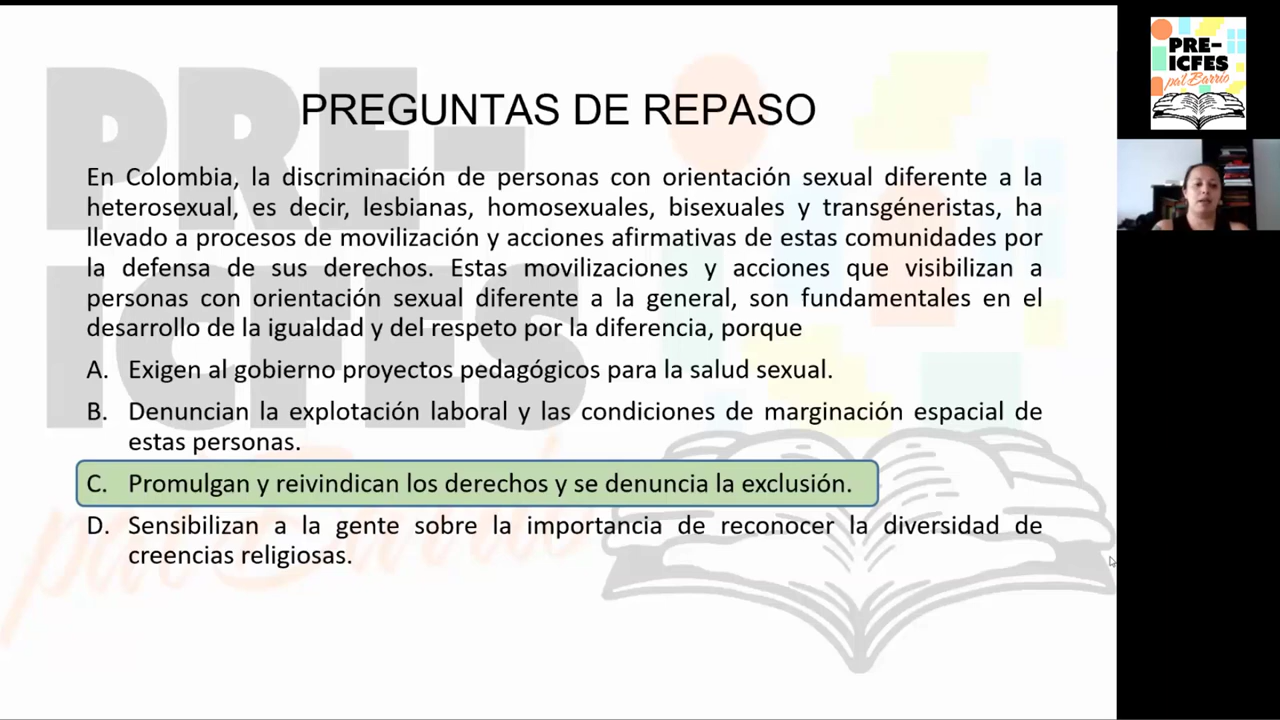 PREGUNTAS DE REPASO
En Colombia, la discriminación de personas con orientación sexual diferente a la
heterosexual, es decir, lesbianas, homosexuales, bisexuales y transgéneristas, ha
llevado a procesos de movilización y acciones afirmativas de estas comunidades por
la defensa de sus derechos. Estas movilizaciones y acciones que visibilizan a
personas con orientación sexual diferente a la general, son fundamentales en el
desarrollo de la igualdad y del respeto por la diferencia, porque
A. Exigen al gobierno proyectos pedagógicos para la salud sexual.
B. Denuncian la explotación laboral y las condiciones de marginación espacial de
estas personas.
C. Promulgan y reivindican los derechos y se denuncia la exclusión.
D. Sensibilizan a la gente sobre la importancia de reconocer la diversidad de
creencias religiosas.
PRE-
ICFES
pal Barrio
PRE-
ICFES
pal Barrio